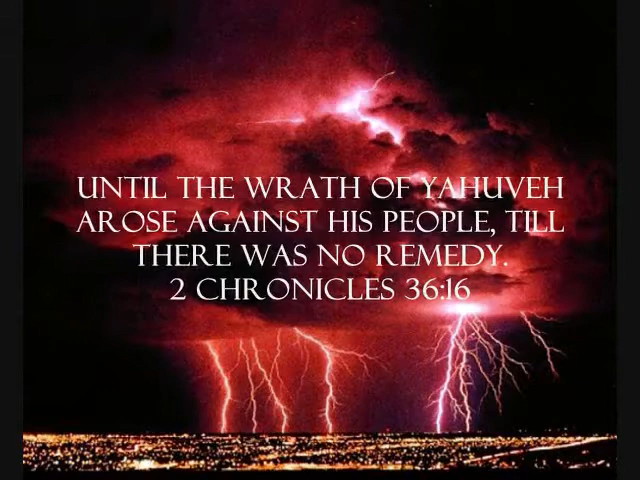 UNTIL THE WRATH OF YAHUVEH
AROSE AGAINST HIS PEOPLE, TILL
THERE WAS NO REMEDY.
2 CHRONICLES 36:16